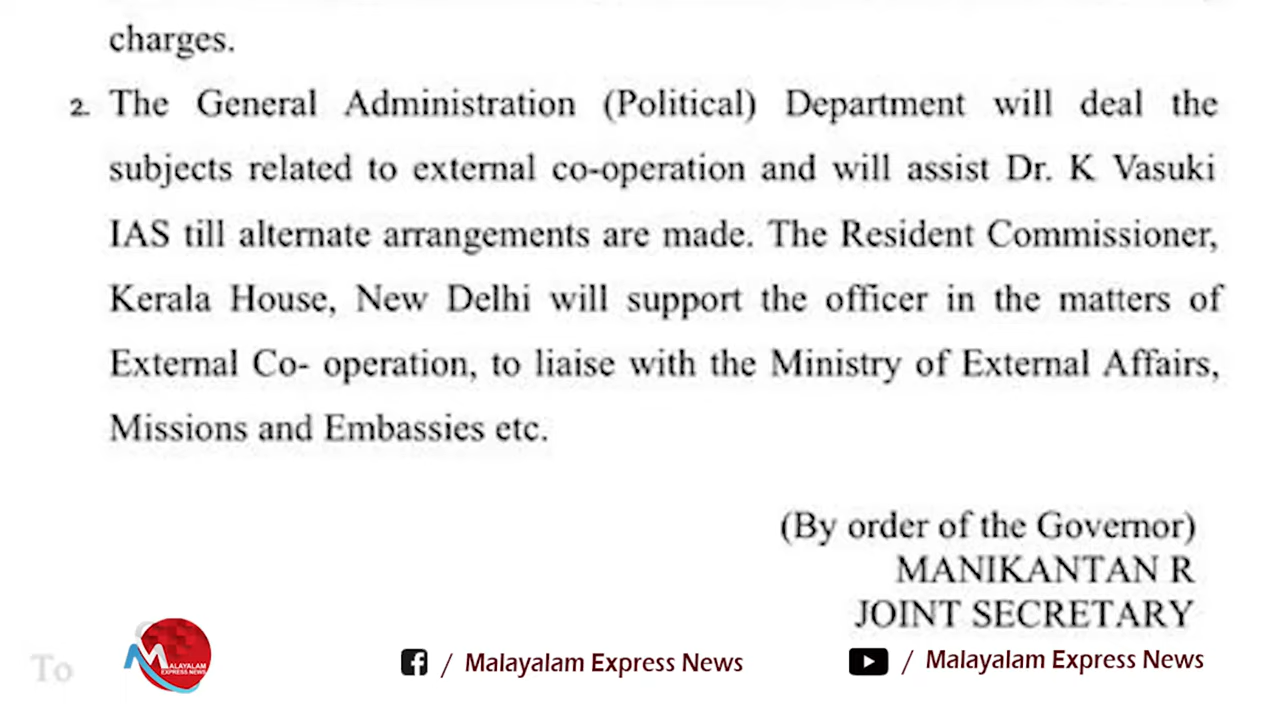 charges.
2. The General Administration (Political) Department will deal the
subjects related to external co-operation and will assist Dr. K Vasuki
IAS till alternate arrangements are made. The Resident Commissioner,
Kerala House, New Delhi will support the officer in the matters of
External Co- operation, to liaise with the Ministry of External Affairs,
Missions and Embassies etc.
(By order of the Governor)
MANIKANTAN R
JOINT SECRETARY
To
MALAYALAM
EXPRESS NEWS
/ Malayalam Express News
/ Malayalam Express News